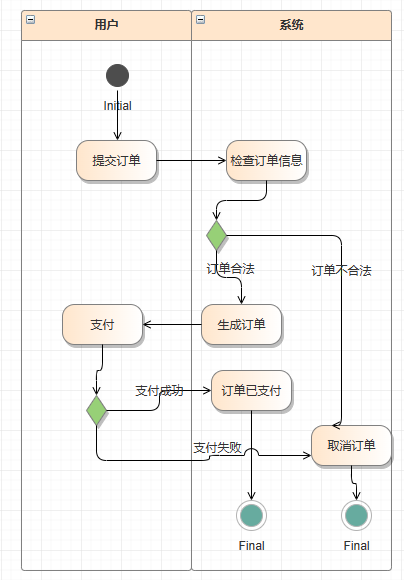 用户
系统
Initial
提交订单
检查订单信息
订单合法
订单不合法
支付
生成订单
支付成功
订单已支付
支付失败
取消订单
Final
Final